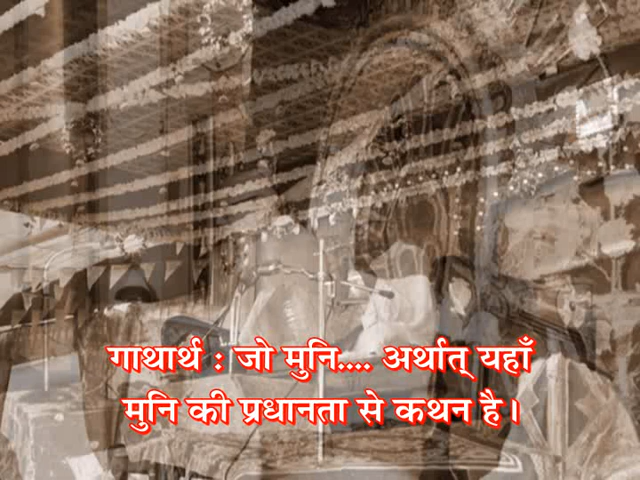 गाथार्थ : जो मुनि.... अर्थात् यहाँ
मुनि की प्रधानता से कथन है।